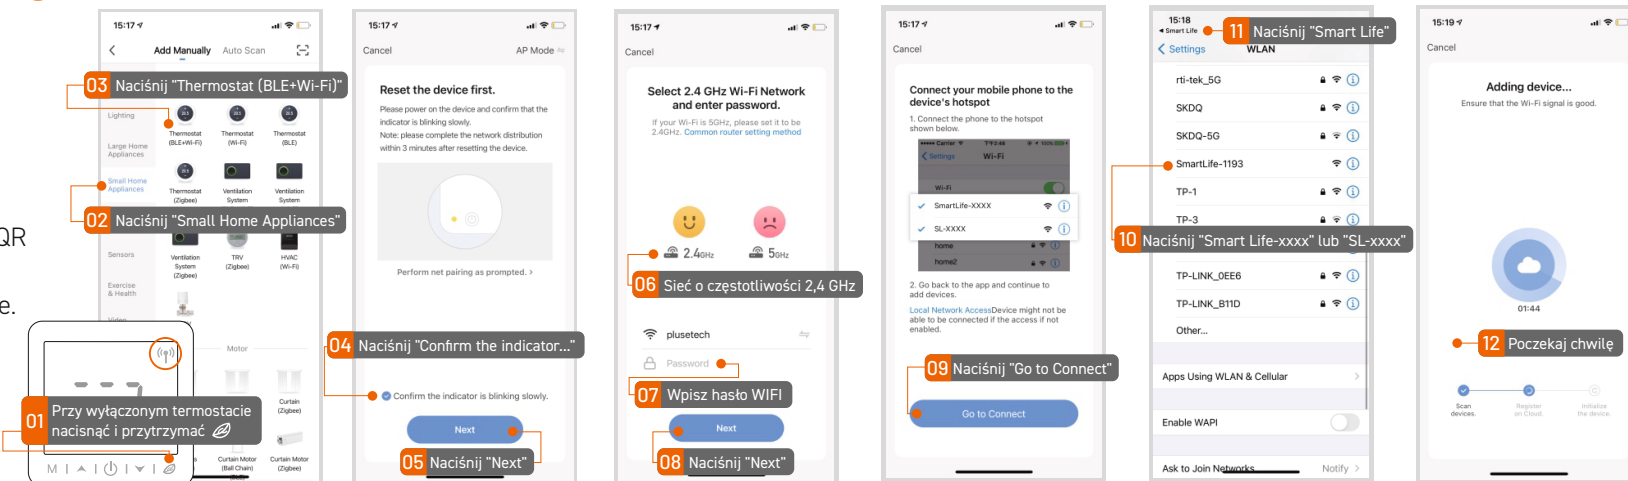 QR
e.
15:17
Add Manually Auto Scan
03 Naciśnij "Thermostat (BLE+Wi-Fi)"
Lighting
Thermostat (BLE+Wi-Fi)
Thermostat (Wi-Fi)
Thermostat (BLE)
Large Home Appliances
Small Home Appliances
Thermostat (Zigbee)
Ventilation System
Ventilation System
02 Naciśnij "Small Home Appliances"
Sensors
Ventilation System (Zigbee)
TRV (Zigbee)
HVAC (Wi-Fi)
Exercise & Health
Video
Motor
Curtain (Zigbee)
01 Przy wyłączonym termostacie
nacisnąć i przytrzymać
Curtain Motor (Ball Chain)
Curtain Motor (Zigbee)
M
15:17
Cancel AP Mode
Reset the device first.
Please power on the device and confirm that the
indicator is blinking slowly.
Note: please complete the network distribution
within 3 minutes after resetting the device.
Perform net pairing as prompted. >
04 Naciśnij "Confirm the indicator..."
Confirm the indicator is blinking slowly.
Next
05 Naciśnij "Next"
15:17
Cancel
Select 2.4 GHz Wi-Fi Network
and enter password.
If your Wi-Fi is 5GHz, please set it to be
2.4GHz. Common router setting method
2.4GHz 5GHz
06 Sieć o częstotliwości 2,4 GHz
plusetech
Password
07 Wpisz hasło WIFI
Next
08 Naciśnij "Next"
15:17
Cancel
Connect your mobile phone to the
device's hotspot
1. Connect the phone to the hotspot
shown below.
Carrier
Settings Wi-Fi
Wi-Fi
SmartLife-XXXX
SL-XXXX
home
home2
2. Go back to the app and continue to
add devices.
Local Network AccessDevice might not be
able to be connected if the access if not
enabled.
09 Naciśnij "Go to Connect"
Go to Connect
15:18
Smart Life
11 Naciśnij "Smart Life"
Settings WLAN
rti-tek_5G
SKDQ
SKDQ-5G
SmartLife-1193
TP-1
TP-3
10 Naciśnij "Smart Life-xxxx" lub "SL-xxxx"
TP-LINK_0EE6
TP-LINK_B11D
Other...
Apps Using WLAN & Cellular
Enable WAPI
Ask to Join Networks Notify
15:19
Cancel
Adding device...
Ensure that the Wi-Fi signal is good.
01:44
12 Poczekaj chwilę
Scan devices.
Register on Cloud.
Initialize the device.